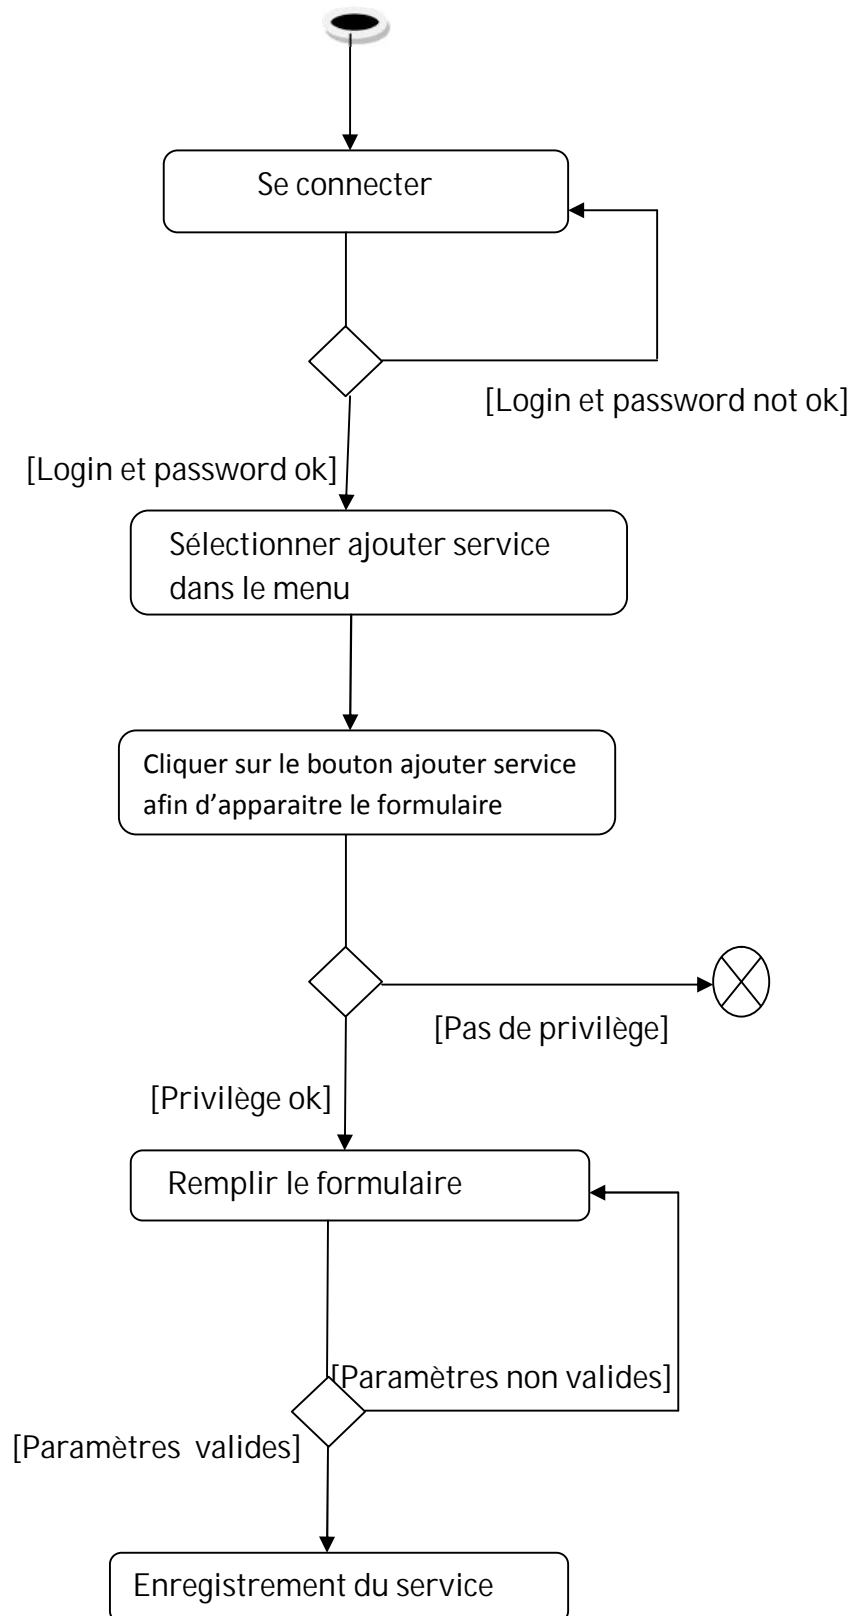 Se connecter
[Login et password not ok]
[Login et password ok]
Sélectionner ajouter service
dans le menu
Cliquer sur le bouton ajouter service
afin d’apparaitre le formulaire
[Pas de privilège]
[Privilège ok]
Remplir le formulaire
[Paramètres non valides]
[Paramètres  valides]
Enregistrement du service